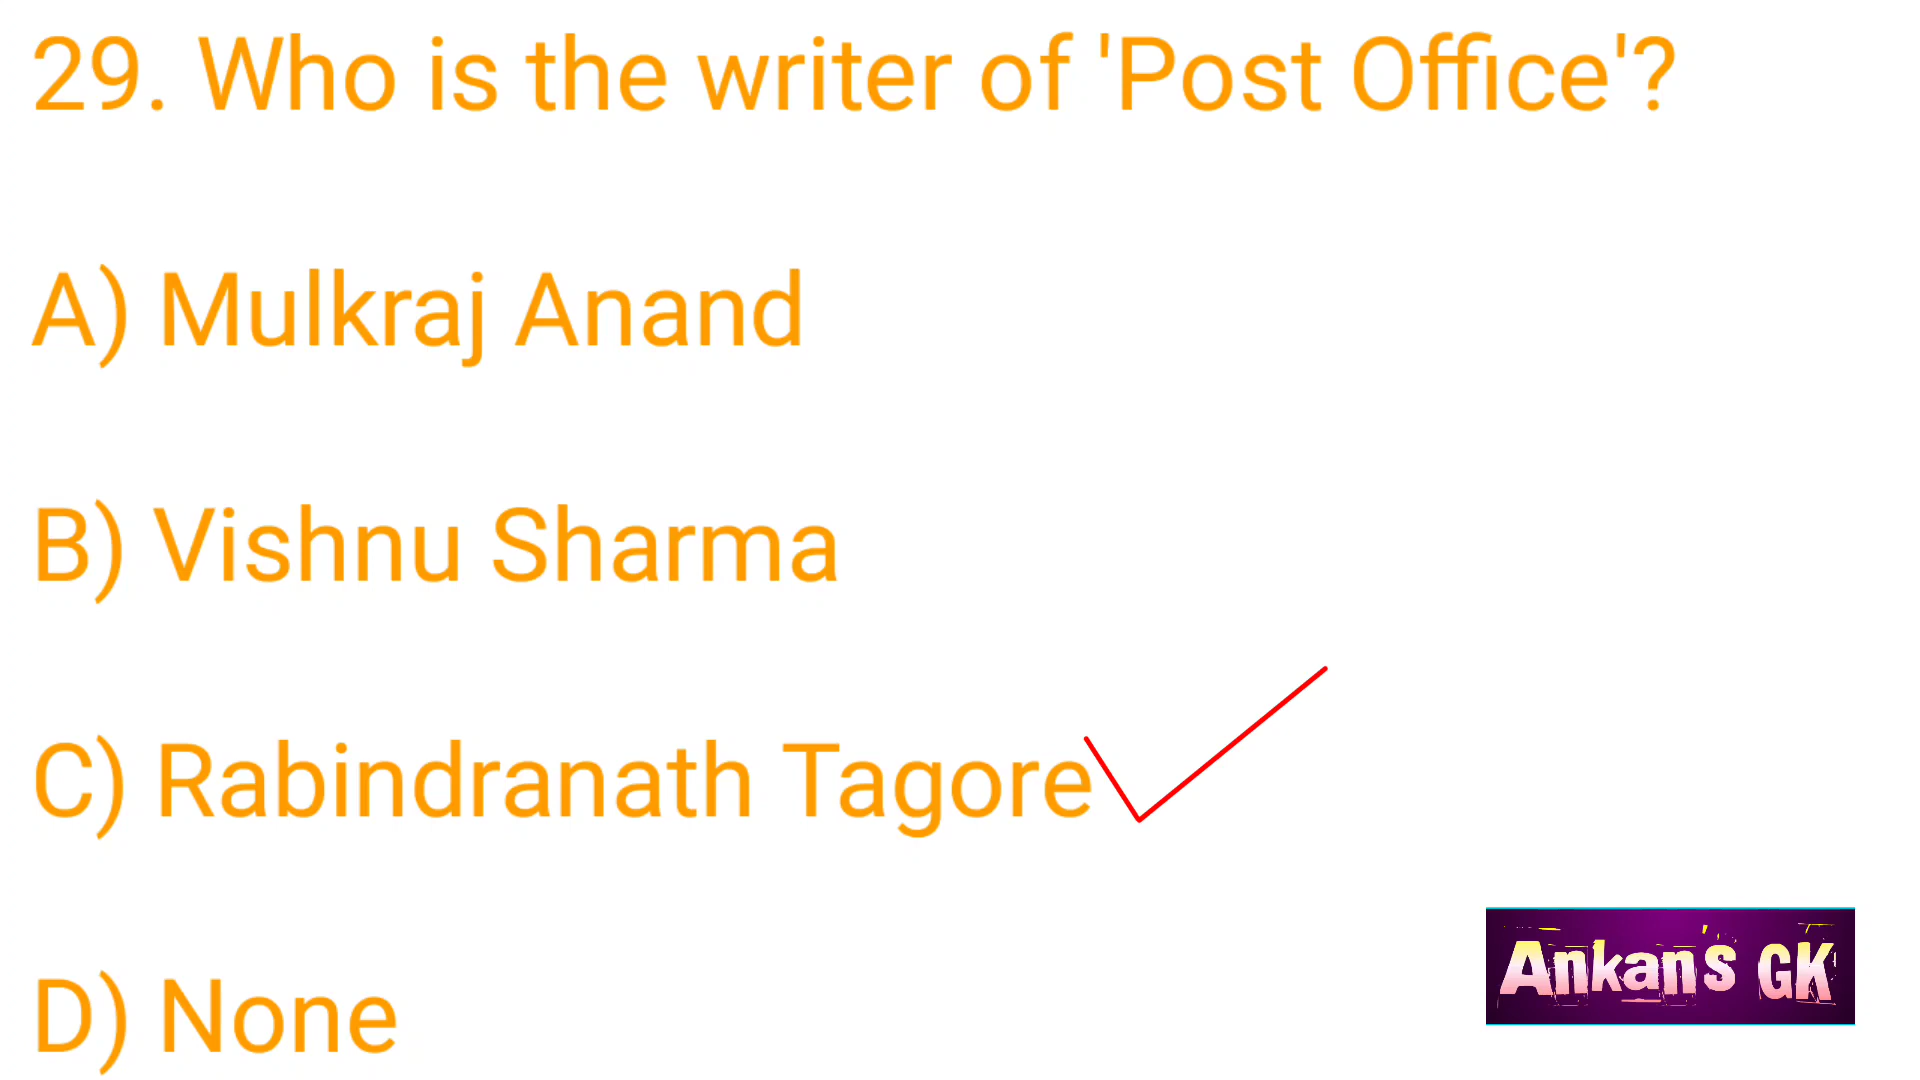 29. Who is the writer of 'Post Office'?
A) Mulkraj Anand
B) Vishnu Sharma
C) Rabindranath Tagore
D) None
Ankan's GK